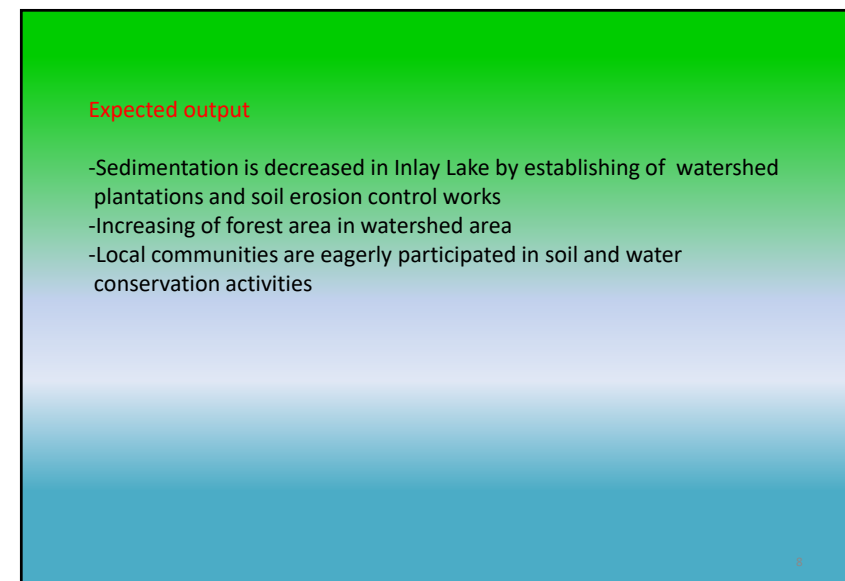 Expected output
-Sedimentation is decreased in Inlay Lake by establishing of  watershed
plantations and soil erosion control works
-Increasing of forest area in watershed area
-Local communities are eagerly participated in soil and water
conservation activities